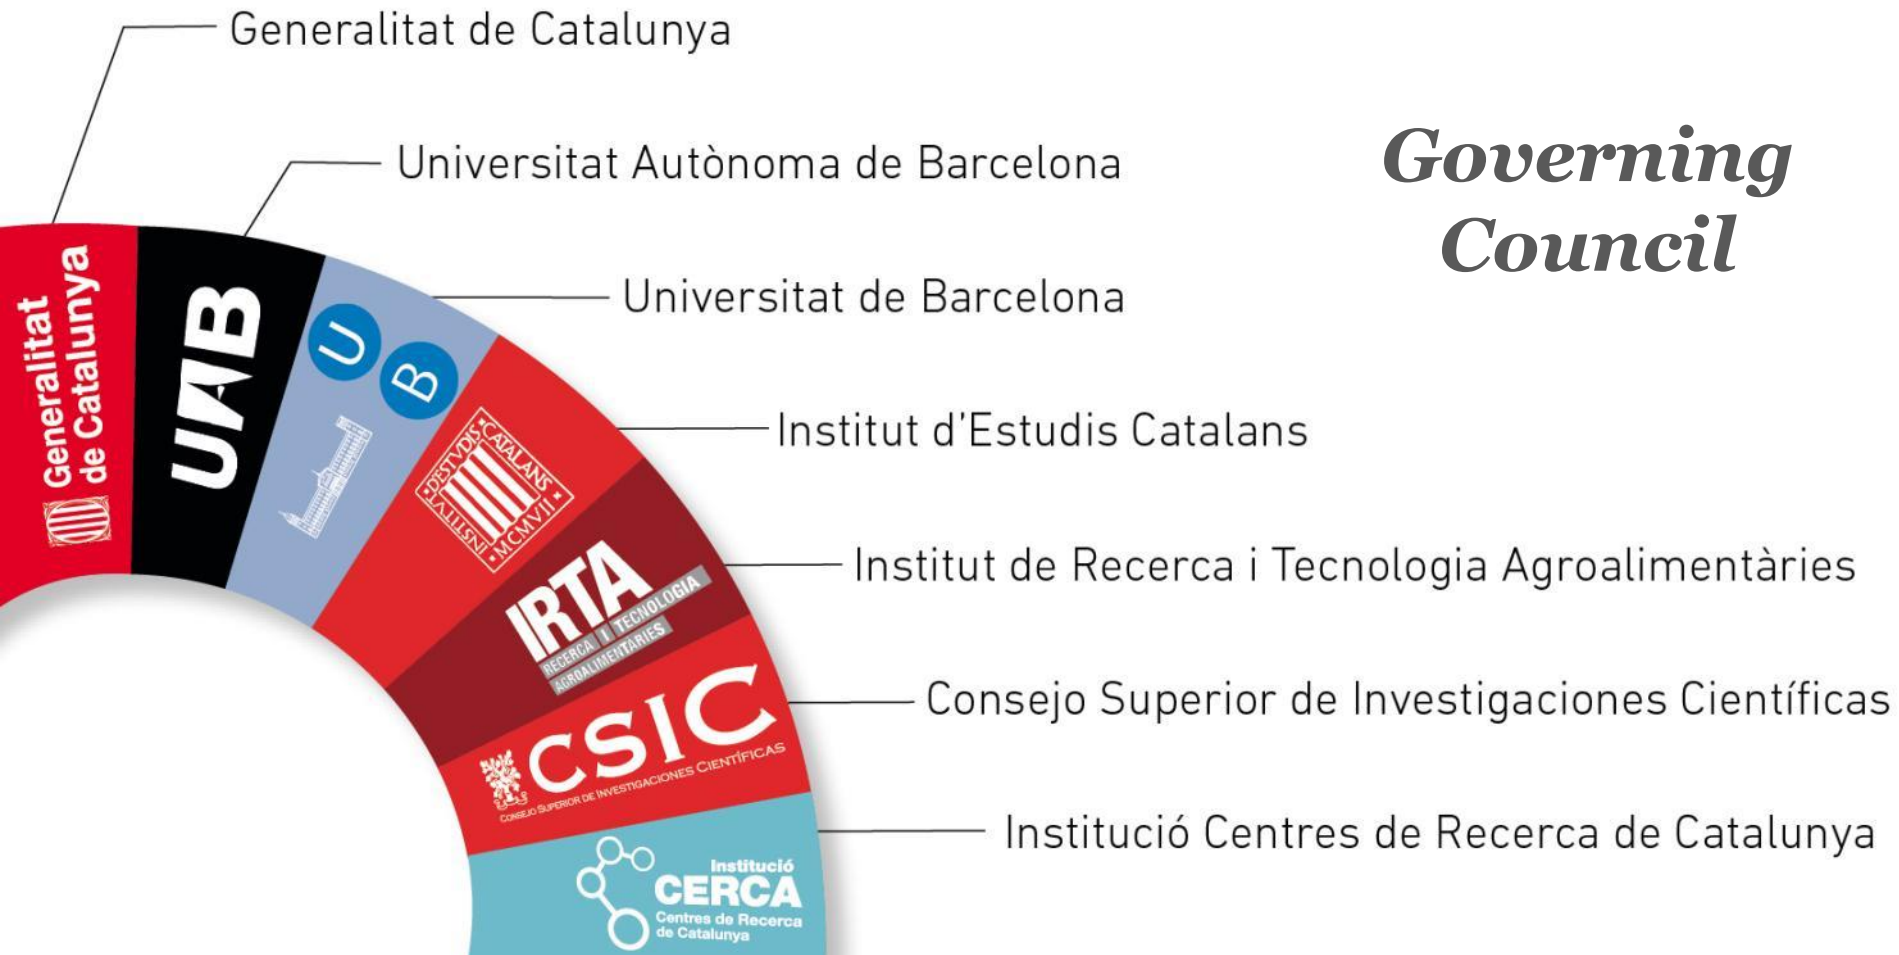 Generalitat de Catalunya
Universitat Autònoma de Barcelona
Governing
Council
Universitat de Barcelona
Institut d'Estudis Catalans
Institut de Recerca i Tecnologia Agroalimentàries
Consejo Superior de Investigaciones Científicas
Institució Centres de Recerca de Catalunya
Generalitat
de Catalunya
UAB
U
B
INSTITVT
D'ESTVDIS
CATALANS
MCMVII
IRTA
RECERCA I TECNOLOGIA
AGROALIMENTÀRIES
CSIC
CONSEJO SUPERIOR DE INVESTIGACIONES CIENTÍFICAS
Institució
CERCA
Centres de Recerca
de Catalunya